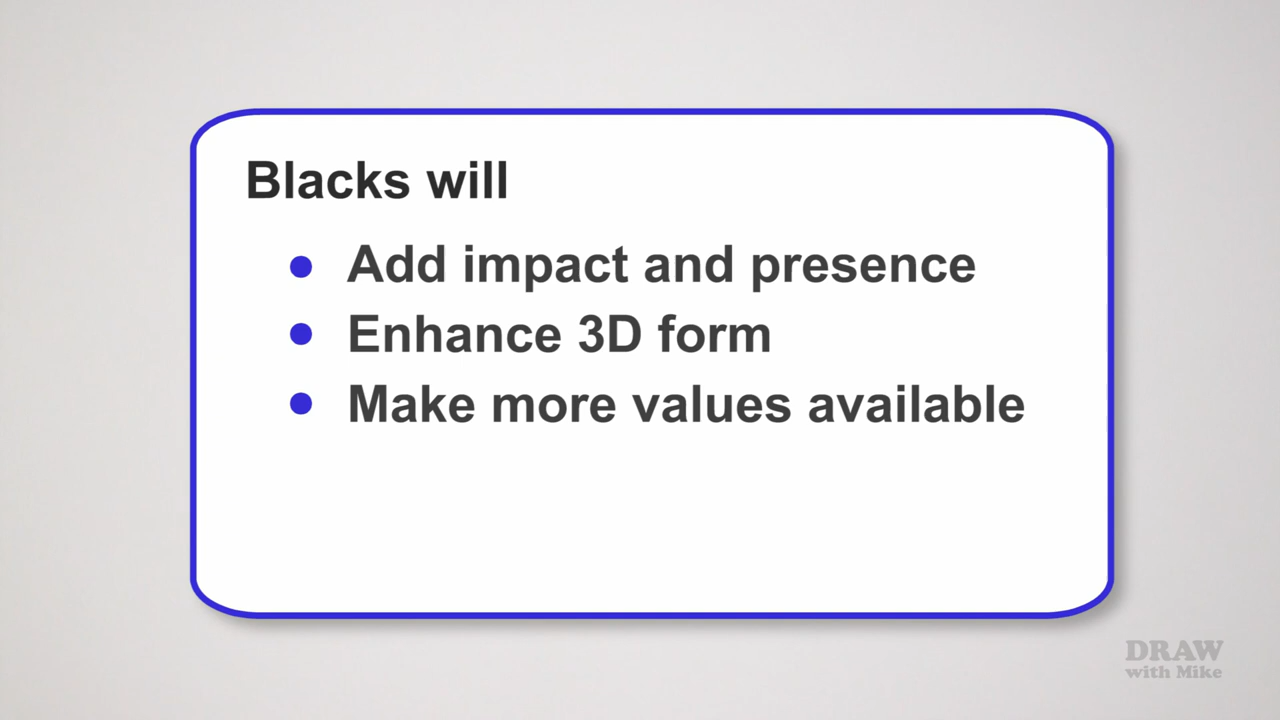 Blacks will
● Add impact and presence
● Enhance 3D form
● Make more values available
DRAW
with Mike